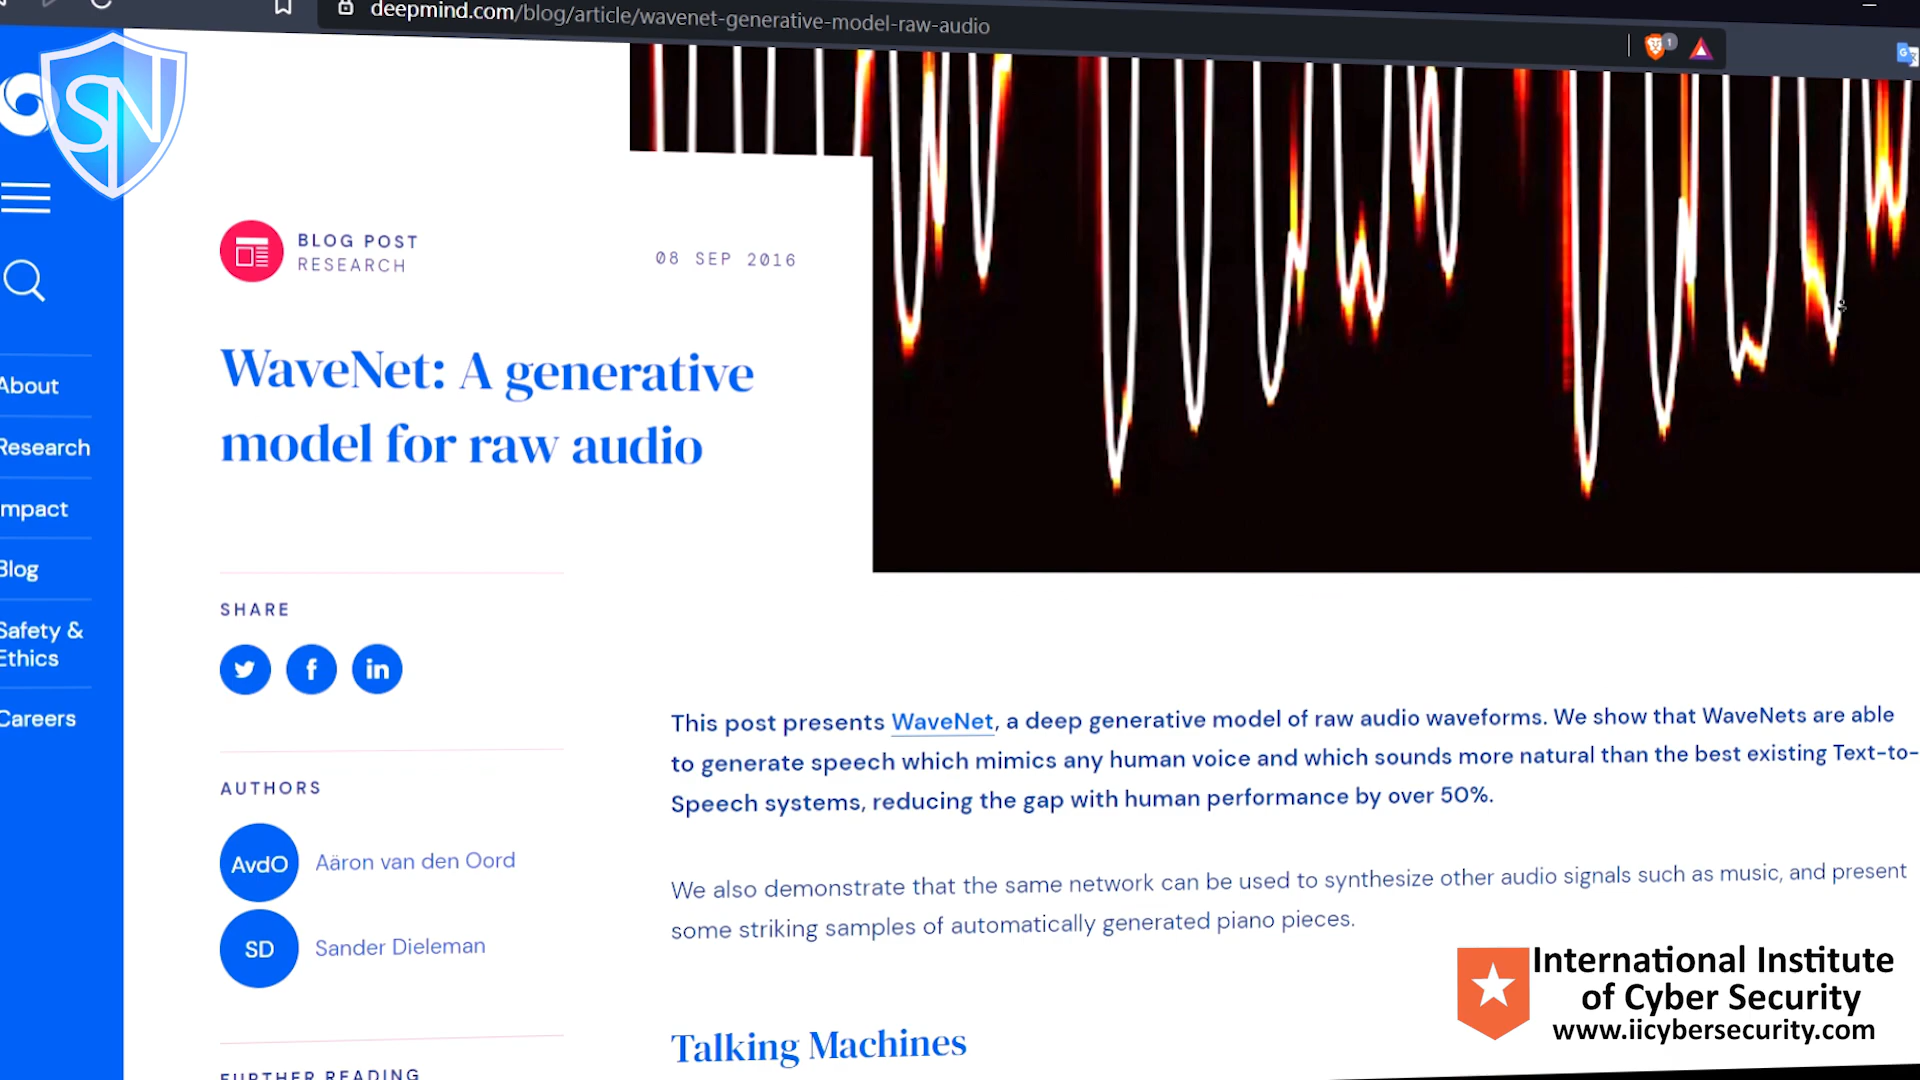 deepmind.com/blog/article/wavenet-generative-model-raw-audio
1
SN
BLOG POST
RESEARCH
08 SEP 2016
WaveNet: A generative
model for raw audio
About
Research
Impact
Blog
Safety &
Ethics
Careers
SHARE
f
in
AUTHORS
AvdO Aäron van den Oord
SD Sander Dieleman
FURTHER READING
This post presents WaveNet, a deep generative model of raw audio waveforms. We show that WaveNets are able
to generate speech which mimics any human voice and which sounds more natural than the best existing Text-to-
Speech systems, reducing the gap with human performance by over 50%.
We also demonstrate that the same network can be used to synthesize other audio signals such as music, and present
some striking samples of automatically generated piano pieces.
Talking Machines
International Institute
of Cyber Security
www.iicybersecurity.com